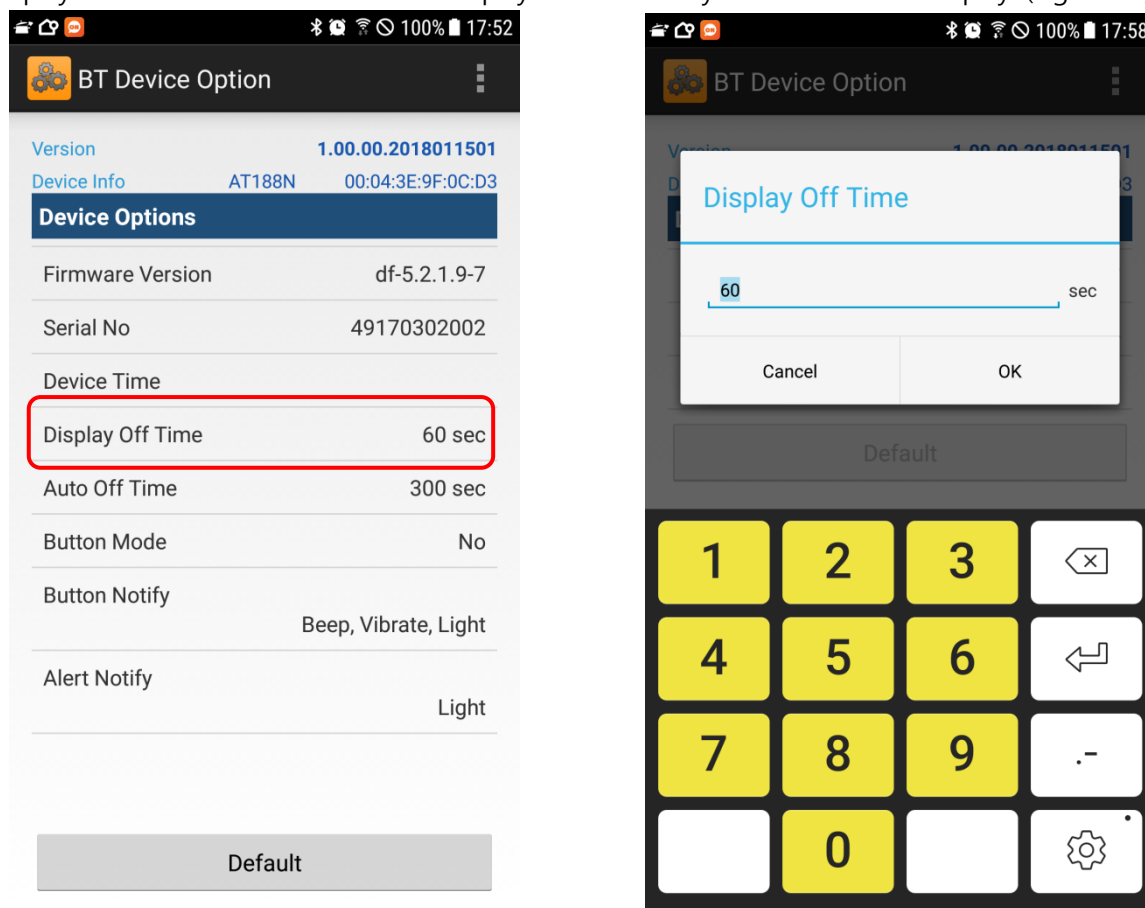 100% 17:52
BT Device Option
Version 1.00.00.2018011501
Device Info AT188N 00:04:3E:9F:0C:D3
Device Options
Firmware Version df-5.2.1.9-7
Serial No 49170302002
Device Time
Display Off Time 60 sec
Auto Off Time 300 sec
Button Mode No
Button Notify
Beep, Vibrate, Light
Alert Notify
Light
Default
100% 17:58
BT Device Option
Display Off Time
60 sec
Cancel OK
Default
1 2 3
4 5 6
7 8 9 .-
0